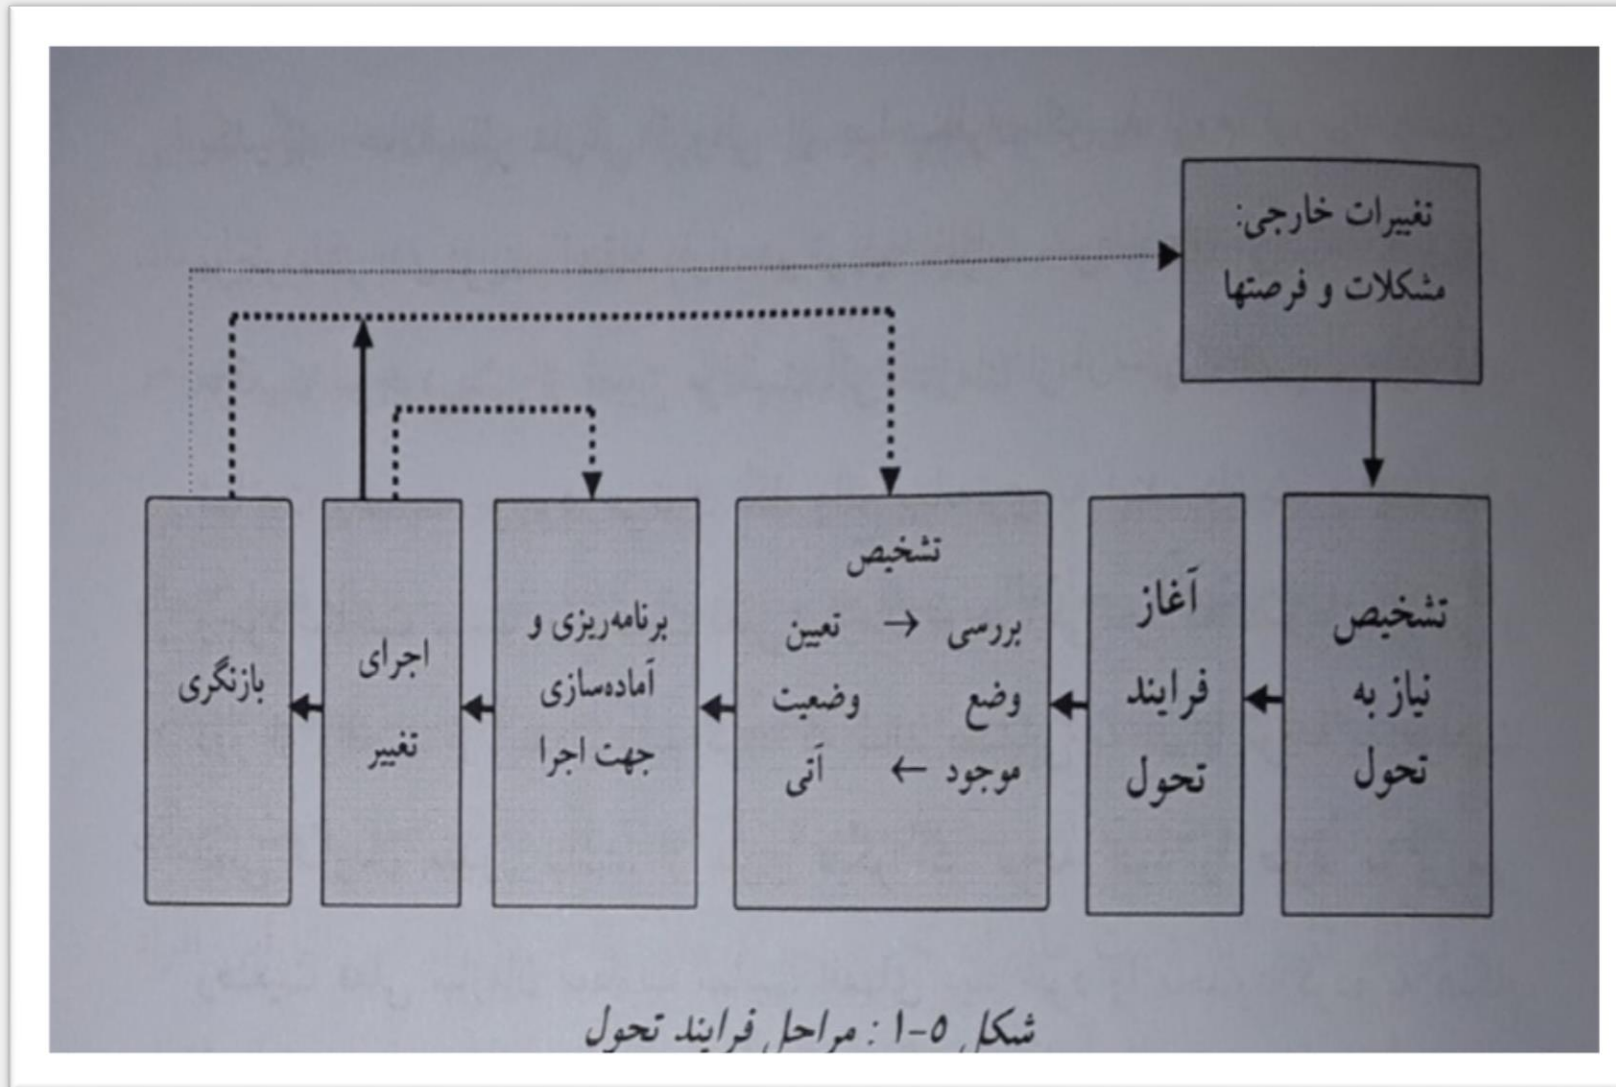 تغییرات خارجی:
مشکلات و فرصتها
تشخیص
نیاز به
تحول
آغاز
فرایند
تحول
تشخیص
بررسی → تعیین
وضع وضعیت
موجود ← آتی
برنامه‌ریزی و
آماده‌سازی
جهت اجرا
اجرای
تغییر
بازنگری
شکل ۵-۱ : مراحل فرایند تحول